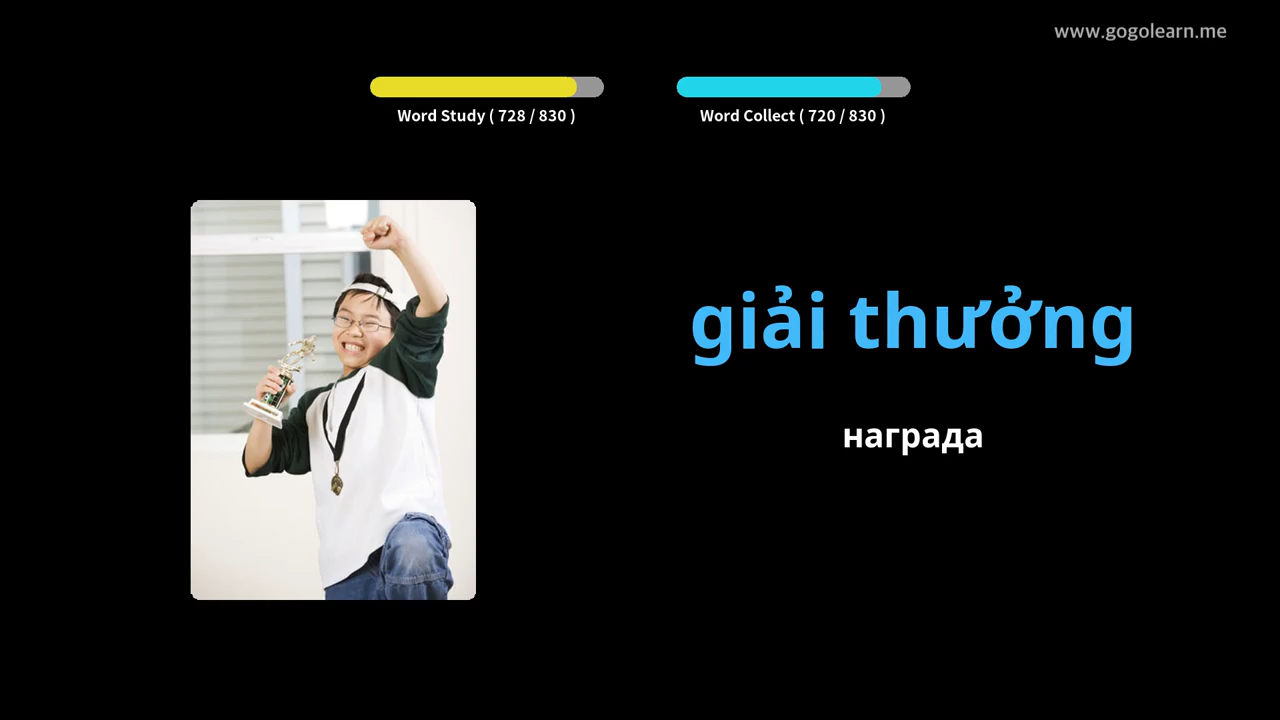 www.gogolearn.me
Word Study ( 728 / 830 )
Word Collect ( 720 / 830 )
giải thưởng
награда